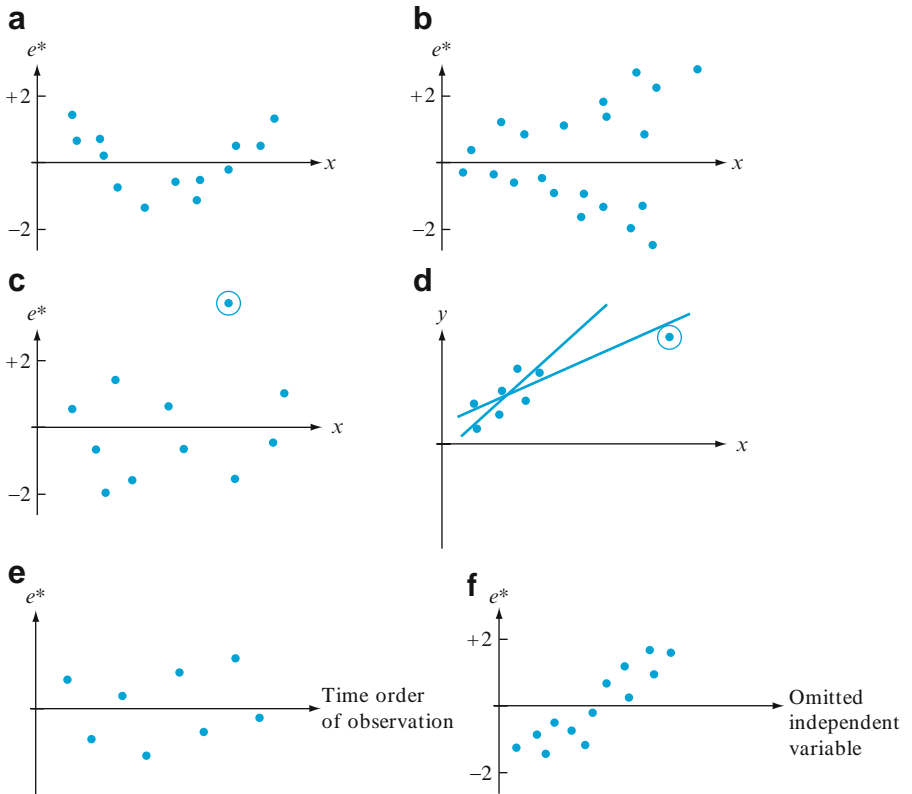 a
e*
+2
x
−2
b
e*
+2
x
−2
c
e*
+2
x
−2
d
y
x
e
e*
Time order
of observation
f
e*
+2
Omitted
independent
variable
−2